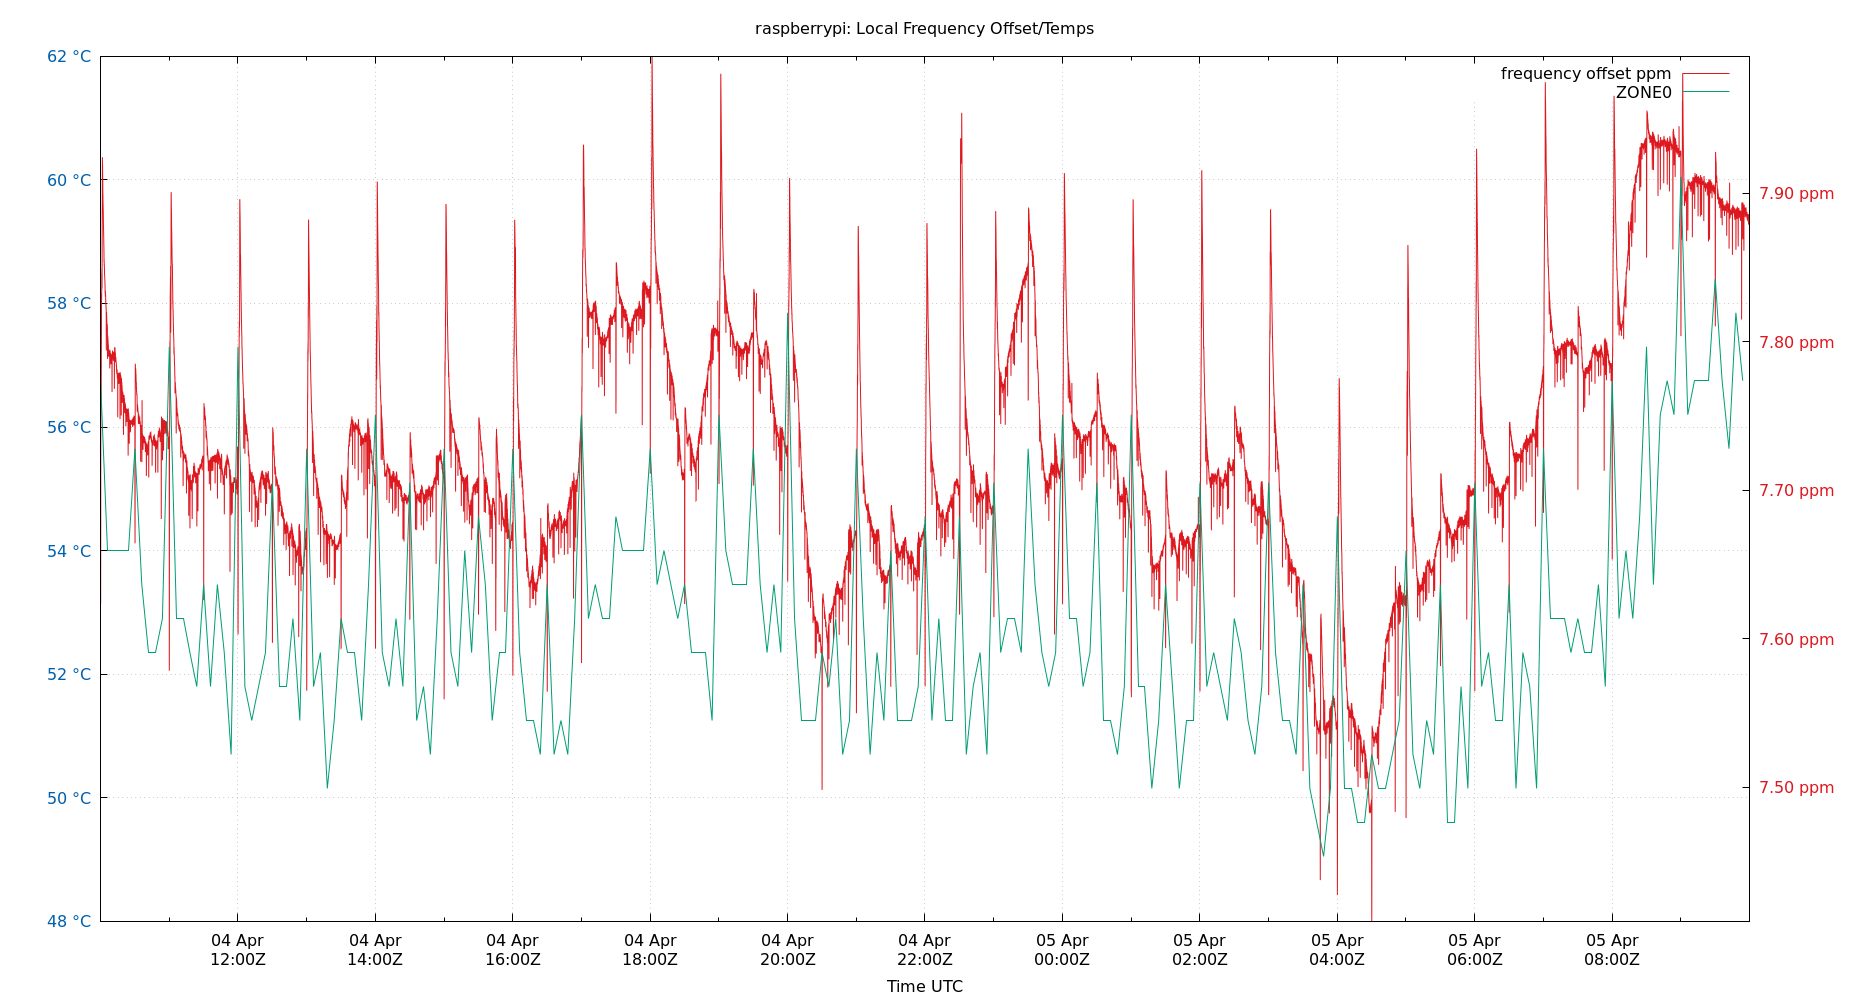 raspberrypi: Local Frequency Offset/Temps
62 °C
60 °C
58 °C
56 °C
54 °C
52 °C
50 °C
48 °C
frequency offset ppm
ZONE0
7.90 ppm
7.80 ppm
7.70 ppm
7.60 ppm
7.50 ppm
04 Apr
12:00Z
04 Apr
14:00Z
04 Apr
16:00Z
04 Apr
18:00Z
04 Apr
20:00Z
04 Apr
22:00Z
05 Apr
00:00Z
05 Apr
02:00Z
05 Apr
04:00Z
05 Apr
06:00Z
05 Apr
08:00Z
Time UTC